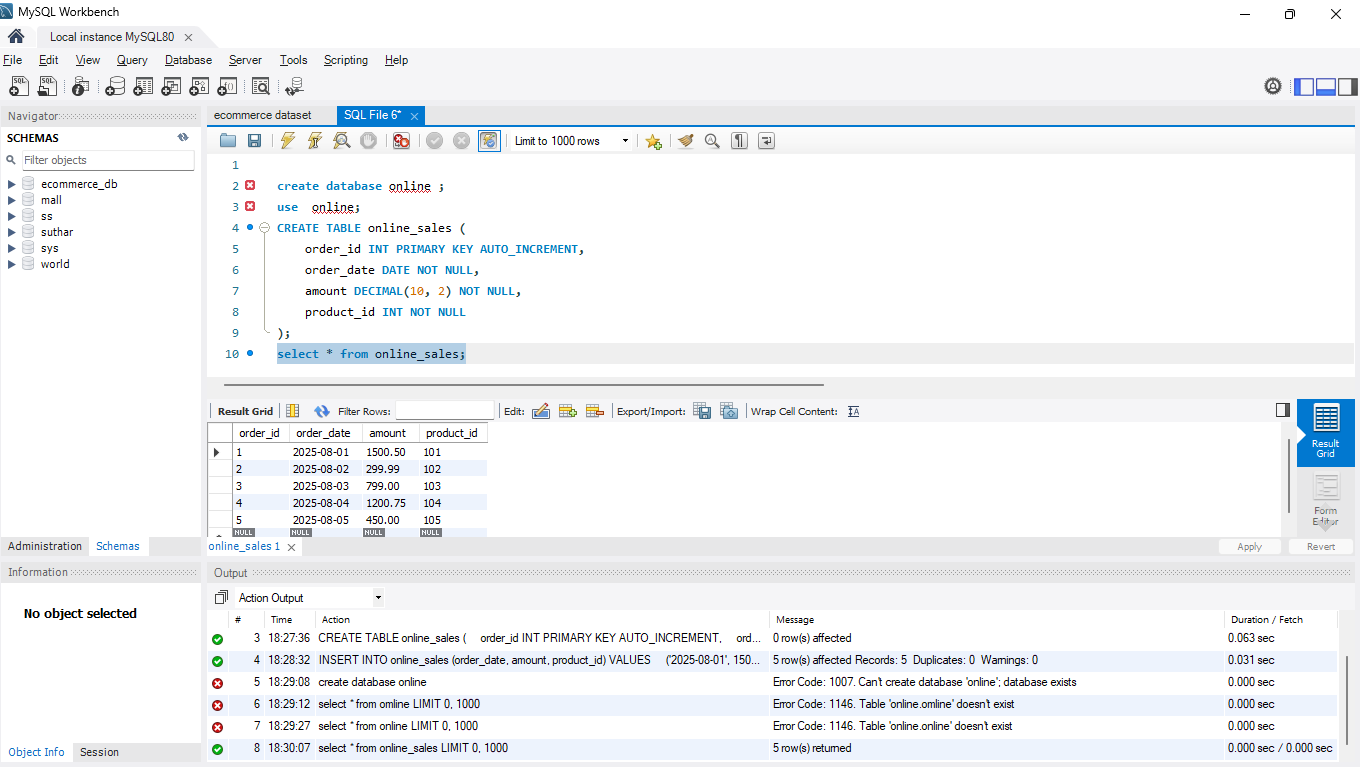 MySQL Workbench
Local instance MySQL80
File Edit View Query Database Server Tools Scripting Help
Navigator
SCHEMAS
Filter objects
ecommerce_db
mall
ss
suthar
sys
world
Administration Schemas
Information
No object selected
Object Info Session
ecommerce dataset SQL File 6*
Limit to 1000 rows
1
2 create database online ;
3 use online;
4 CREATE TABLE online_sales (
5 order_id INT PRIMARY KEY AUTO_INCREMENT,
6 order_date DATE NOT NULL,
7 amount DECIMAL(10, 2) NOT NULL,
8 product_id INT NOT NULL
9 );
10 select * from online_sales;
Result Grid Filter Rows: Edit: Export/Import: Wrap Cell Content:
order_id order_date amount product_id
1 2025-08-01 1500.50 101
2 2025-08-02 299.99 102
3 2025-08-03 799.00 103
4 2025-08-04 1200.75 104
5 2025-08-05 450.00 105
NULL NULL NULL NULL
Result
Grid
Form
Editor
online_sales 1
Apply Revert
Output
Action Output
# Time Action Message Duration / Fetch
3 18:27:36 CREATE TABLE online_sales ( order_id INT PRIMARY KEY AUTO_INCREMENT, ord... 0 row(s) affected 0.063 sec
4 18:28:32 INSERT INTO online_sales (order_date, amount, product_id) VALUES ('2025-08-01', 150... 5 row(s) affected Records: 5 Duplicates: 0 Warnings: 0 0.031 sec
5 18:29:08 create database online Error Code: 1007. Can't create database 'online'; database exists 0.000 sec
6 18:29:12 select * from omline LIMIT 0, 1000 Error Code: 1146. Table 'online.omline' doesn't exist 0.000 sec
7 18:29:27 select * from online LIMIT 0, 1000 Error Code: 1146. Table 'online.online' doesn't exist 0.000 sec
8 18:30:07 select * from online_sales LIMIT 0, 1000 5 row(s) returned 0.000 sec / 0.000 sec